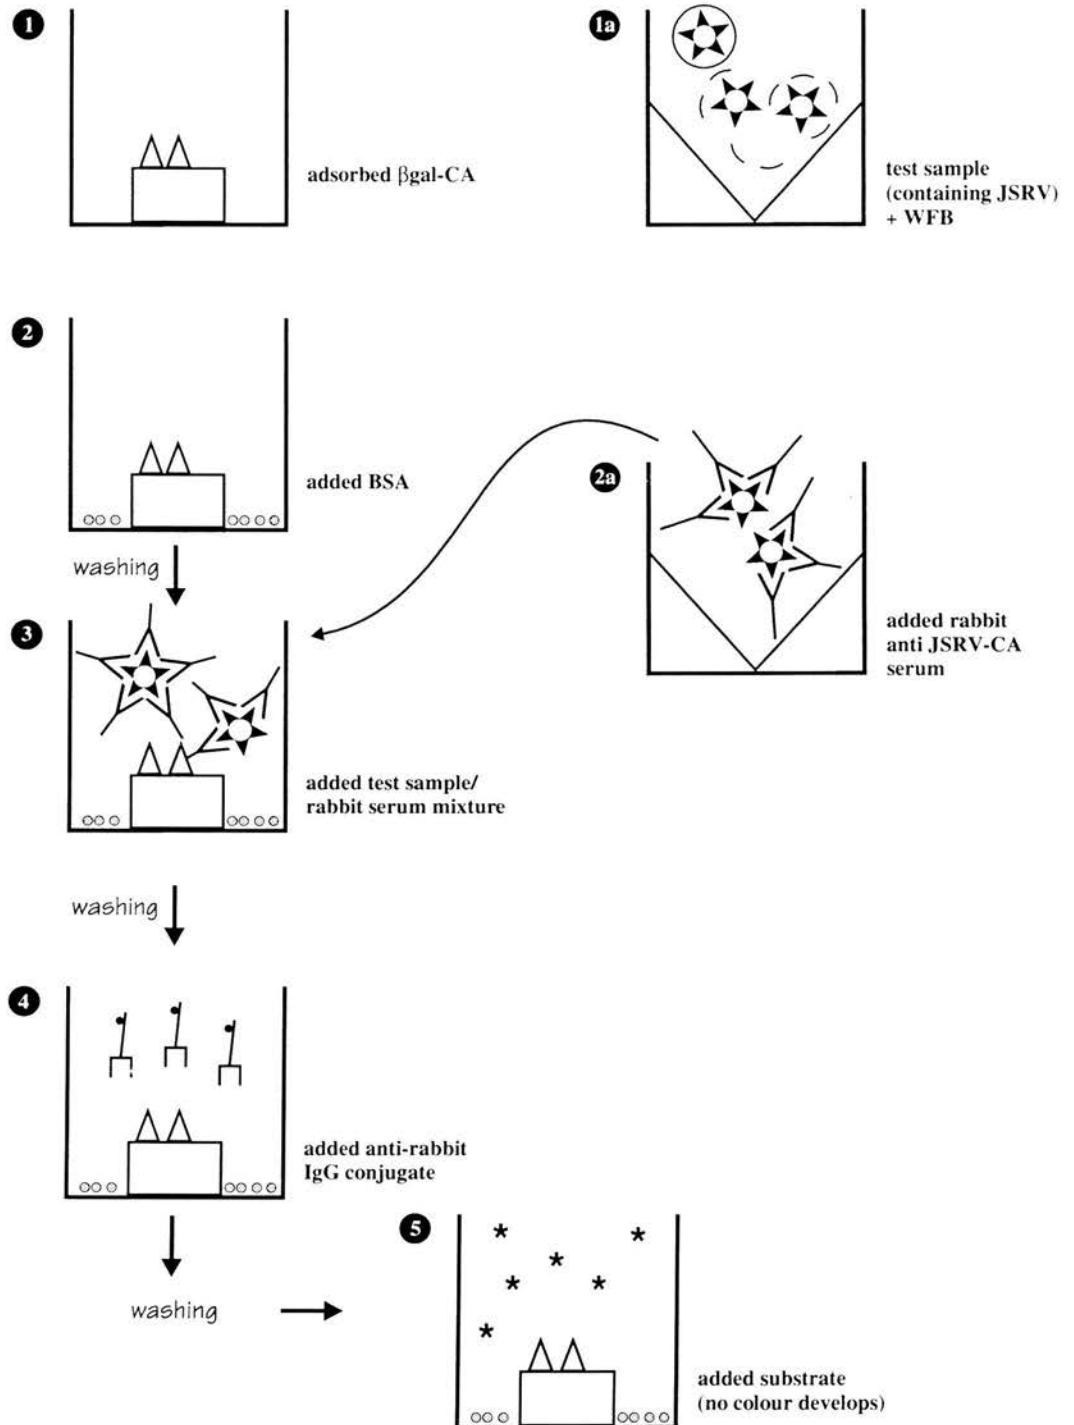 1
adsorbed βgal-CA
1a
test sample
(containing JSRV)
+ WFB
2
added BSA
washing
2a
added rabbit
anti JSRV-CA
serum
3
added test sample/
rabbit serum mixture
washing
4
added anti-rabbit
IgG conjugate
washing
5
added substrate
(no colour develops)